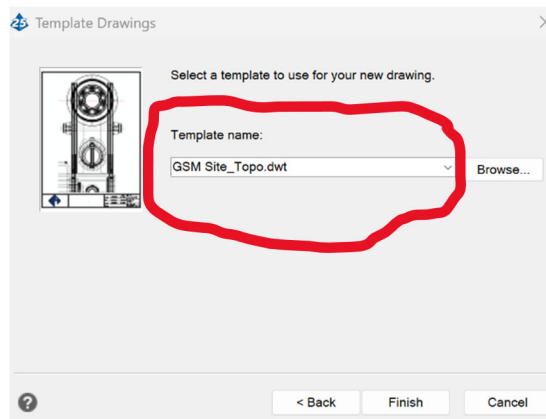 25 Template Drawings
Select a template to use for your new drawing.
Template name:
GSM Site_Topo.dwt
Browse...
< Back
Finish
Cancel